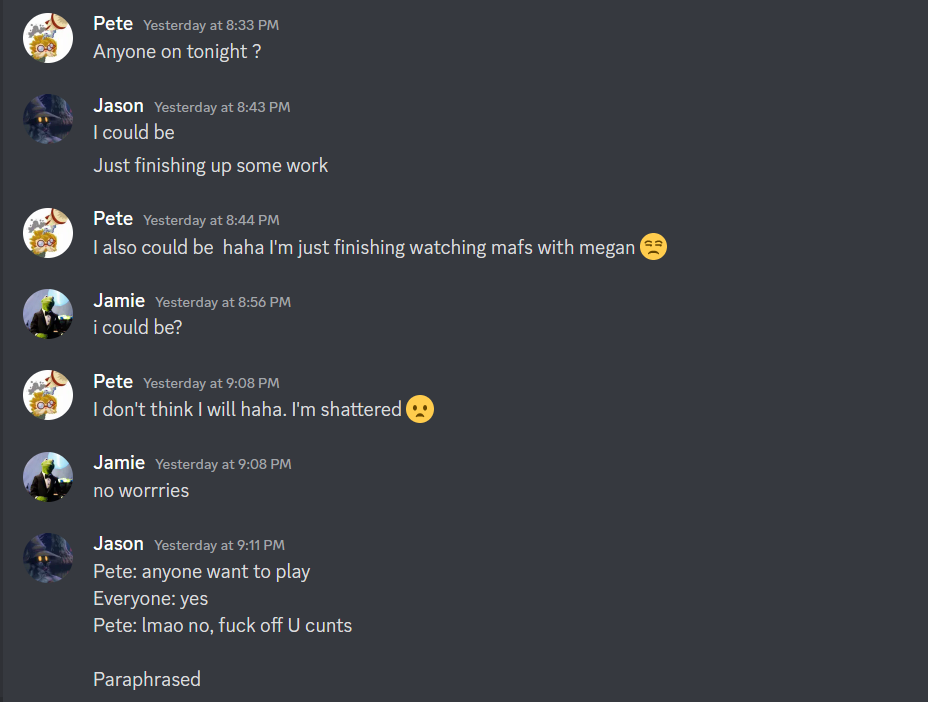 Pete Yesterday at 8:33 PM
Anyone on tonight ?
Jason Yesterday at 8:43 PM
I could be
Just finishing up some work
Pete Yesterday at 8:44 PM
I also could be  haha I'm just finishing watching mafs with megan 😒
Jamie Yesterday at 8:56 PM
i could be?
Pete Yesterday at 9:08 PM
I don't think I will haha. I'm shattered 🙁
Jamie Yesterday at 9:08 PM
no worrries
Jason Yesterday at 9:11 PM
Pete: anyone want to play
Everyone: yes
Pete: lmao no, fuck off U cunts
Paraphrased